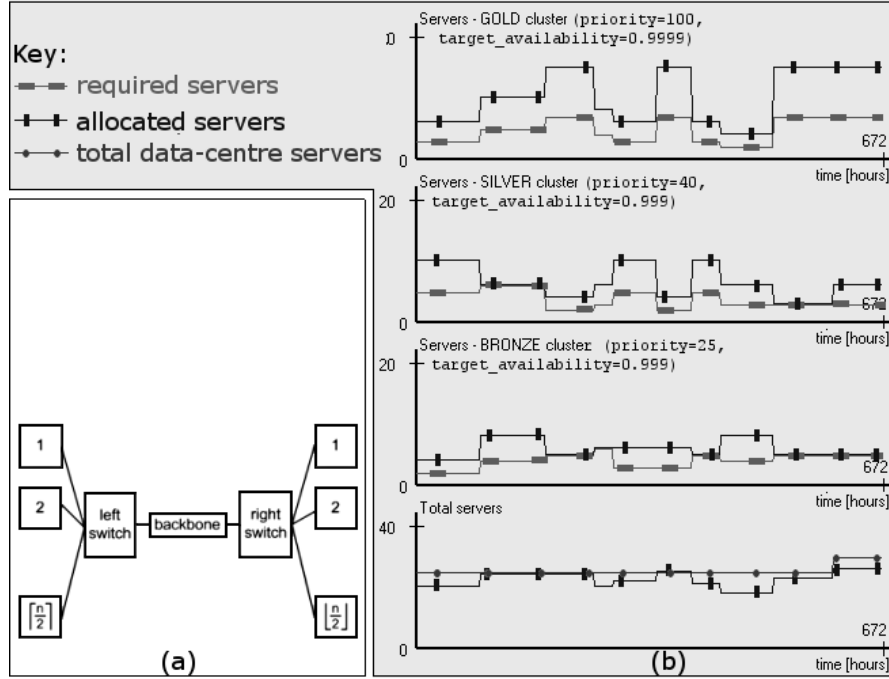 Key:
required servers
allocated servers
total data-centre servers
Servers - GOLD cluster (priority=100,
target_availability=0.9999)
0
672
time [hours]
Servers - SILVER cluster (priority=40,
target_availability=0.999)
20
0
672
time [hours]
Servers - BRONZE cluster (priority=25,
target_availability=0.999)
20
0
672
time [hours]
Total servers
40
0
672
time [hours]
(b)
1
2
⌈n/2⌉
left
switch
backbone
right
switch
1
2
⌊n/2⌋
(a)